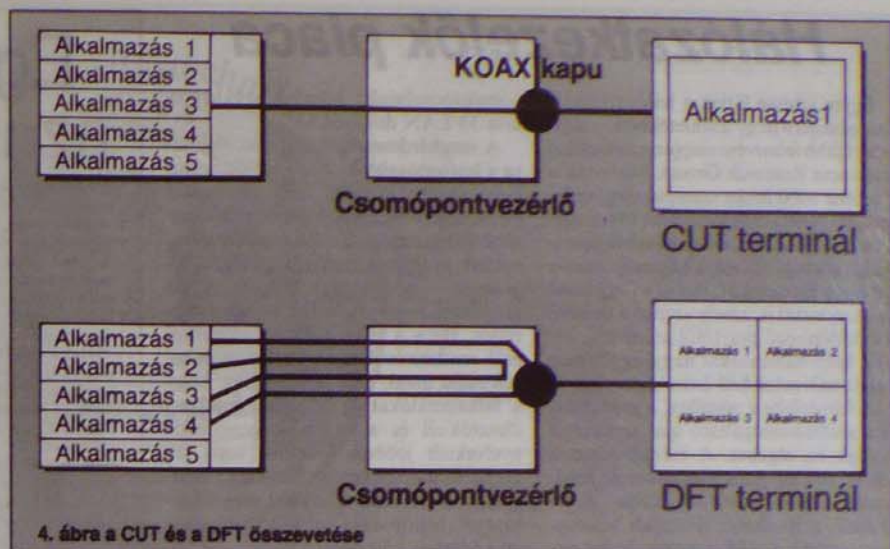 Alkalmazás 1
Alkalmazás 2
Alkalmazás 3
Alkalmazás 4
Alkalmazás 5
KOAX kapu
Csomópontvezérlő
Alkalmazás1
CUT terminál
Alkalmazás 1
Alkalmazás 2
Alkalmazás 3
Alkalmazás 4
Alkalmazás 5
Csomópontvezérlő
Alkalmazás 1
Alkalmazás 2
Alkalmazás 3
Alkalmazás 4
DFT terminál
4. ábra a CUT és a DFT összevetése